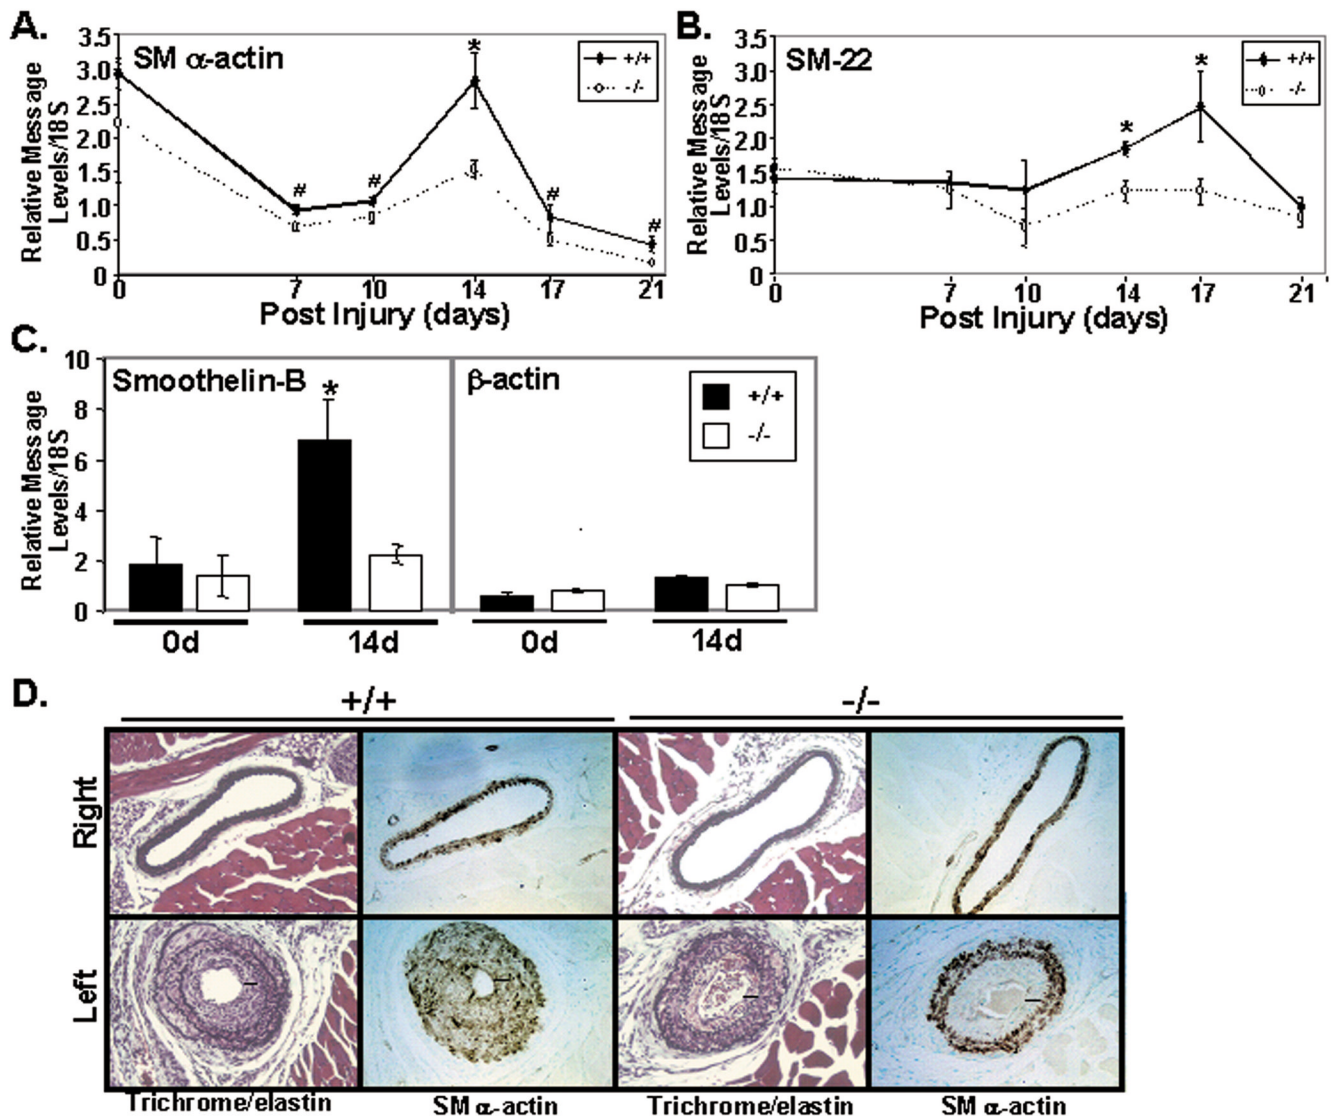 A.
SM α-actin
Relative Message
Levels/18S
3.5
3.0
2.5
2.0
1.5
1.0
0.5
0
# # * # #
+/+
-/-
0 7 10 14 17 21
Post Injury (days)
B.
SM-22
Relative Message
Levels/18S
3.5
3.0
2.5
2.0
1.5
1.0
0.5
0
* *
+/+
-/-
0 7 10 14 17 21
Post Injury (days)
C.
Relative Message
Levels/18S
10
8
6
4
2
0
Smoothelin-B
*
β-actin
+/+
-/-
0d 14d 0d 14d
D.
+/+ -/-
Right
Left
Trichrome/elastin SM α-actin Trichrome/elastin SM α-actin